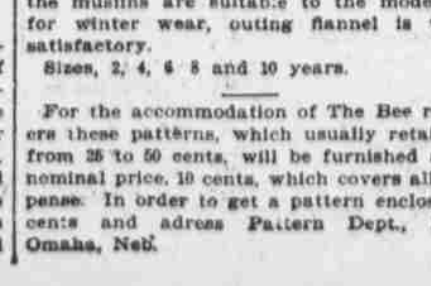 the muslins are suitable to the mode
for winter wear, outing flannel is
satisfactory.
Sizes, 2, 4, 6 8 and 10 years.
For the accommodation of The Bee r
ers these patterns, which usually reta
from 25 to 50 cents, will be furnished
nominal price, 10 cents, which covers all
pense. In order to get a pattern enclos
cents and adress Pattern Dept.,
Omaha, Neb.